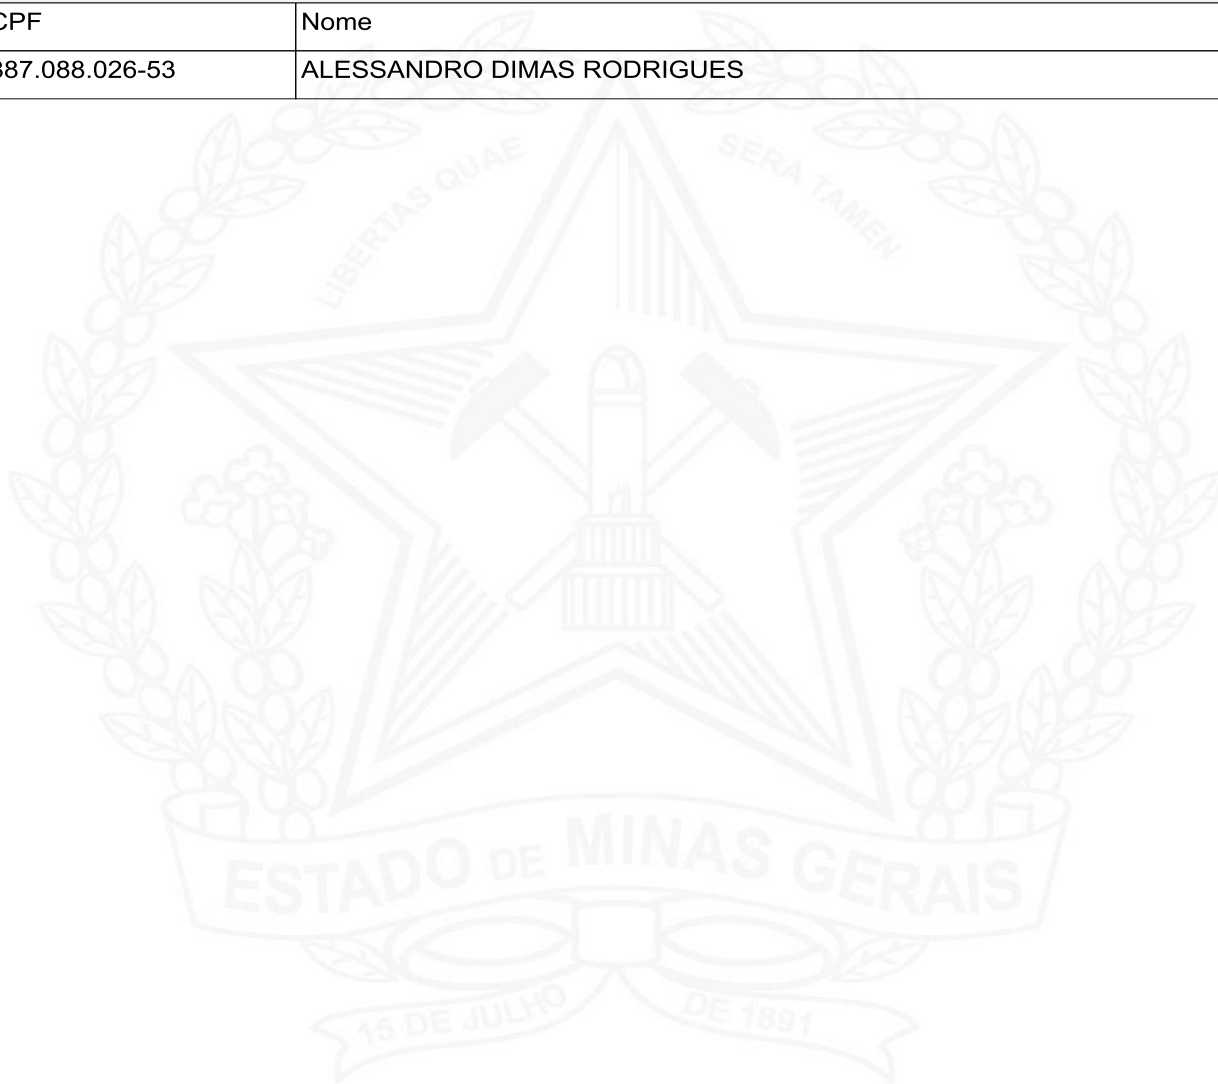 CPF Nome
887.088.026-53 ALESSANDRO DIMAS RODRIGUES
LIBERTAS QUAE SERA TAMEN
ESTADO DE MINAS GERAIS
15 DE JULHO DE 1891